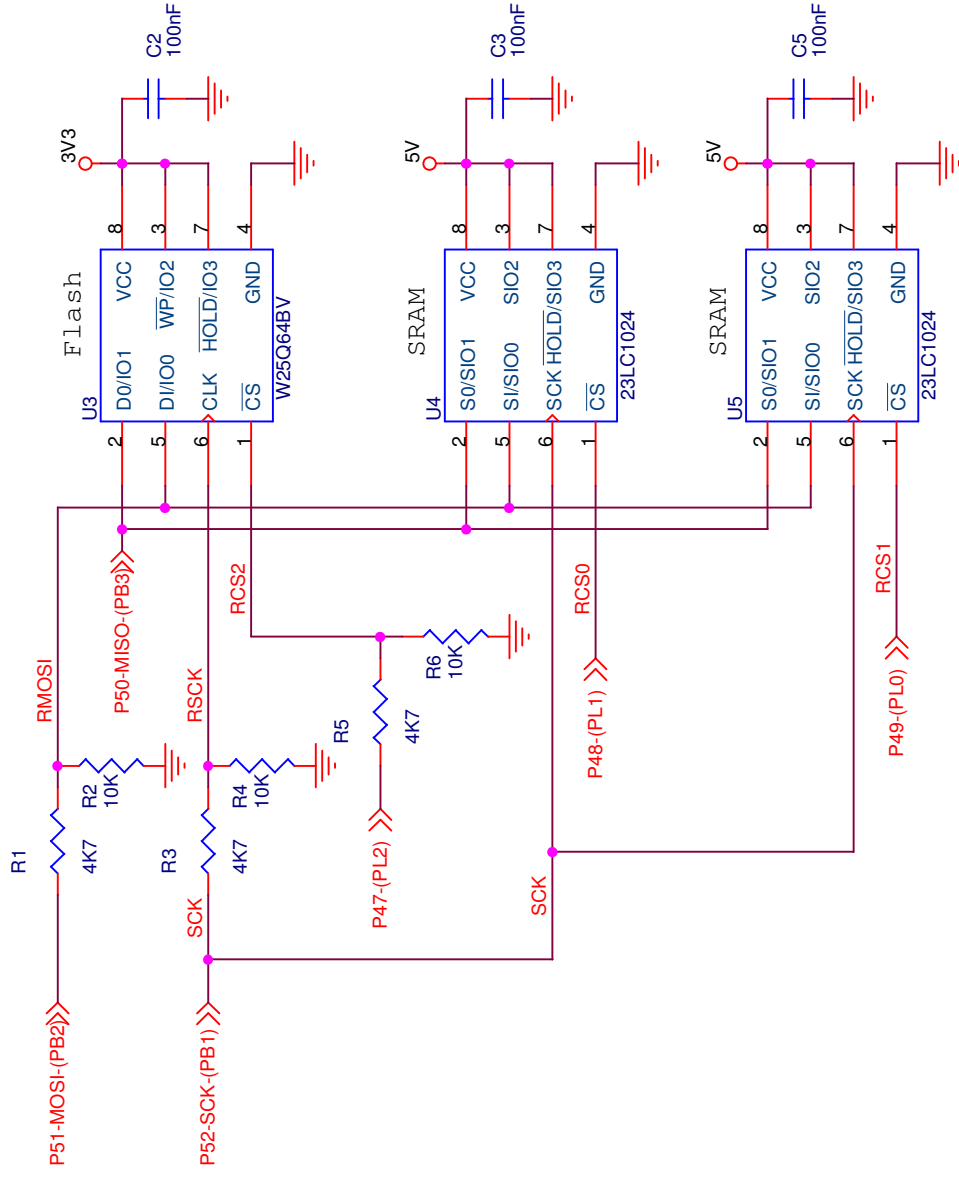 3V3
C2
100nF
Flash
U3
2
D0/IO1
VCC
8
5
DI/IO0
WP/IO2
3
6
CLK
HOLD/IO3
7
1
CS
GND
4
W25Q64BV
5V
C3
100nF
SRAM
U4
2
S0/SIO1
VCC
8
5
SI/SIO0
SIO2
3
6
SCK
HOLD/SIO3
7
1
CS
GND
4
23LC1024
5V
C5
100nF
SRAM
U5
2
S0/SIO1
VCC
8
5
SI/SIO0
SIO2
3
6
SCK
HOLD/SIO3
7
1
CS
GND
4
23LC1024
P51-MOSI-(PB2)
R1
4K7
R2
10K
RMOSI
P50-MISO-(PB3)
P52-SCK-(PB1)
SCK
R3
4K7
R4
10K
RSCK
P47-(PL2)
R5
4K7
R6
10K
RCS2
SCK
P48-(PL1)
RCS0
P49-(PL0)
RCS1